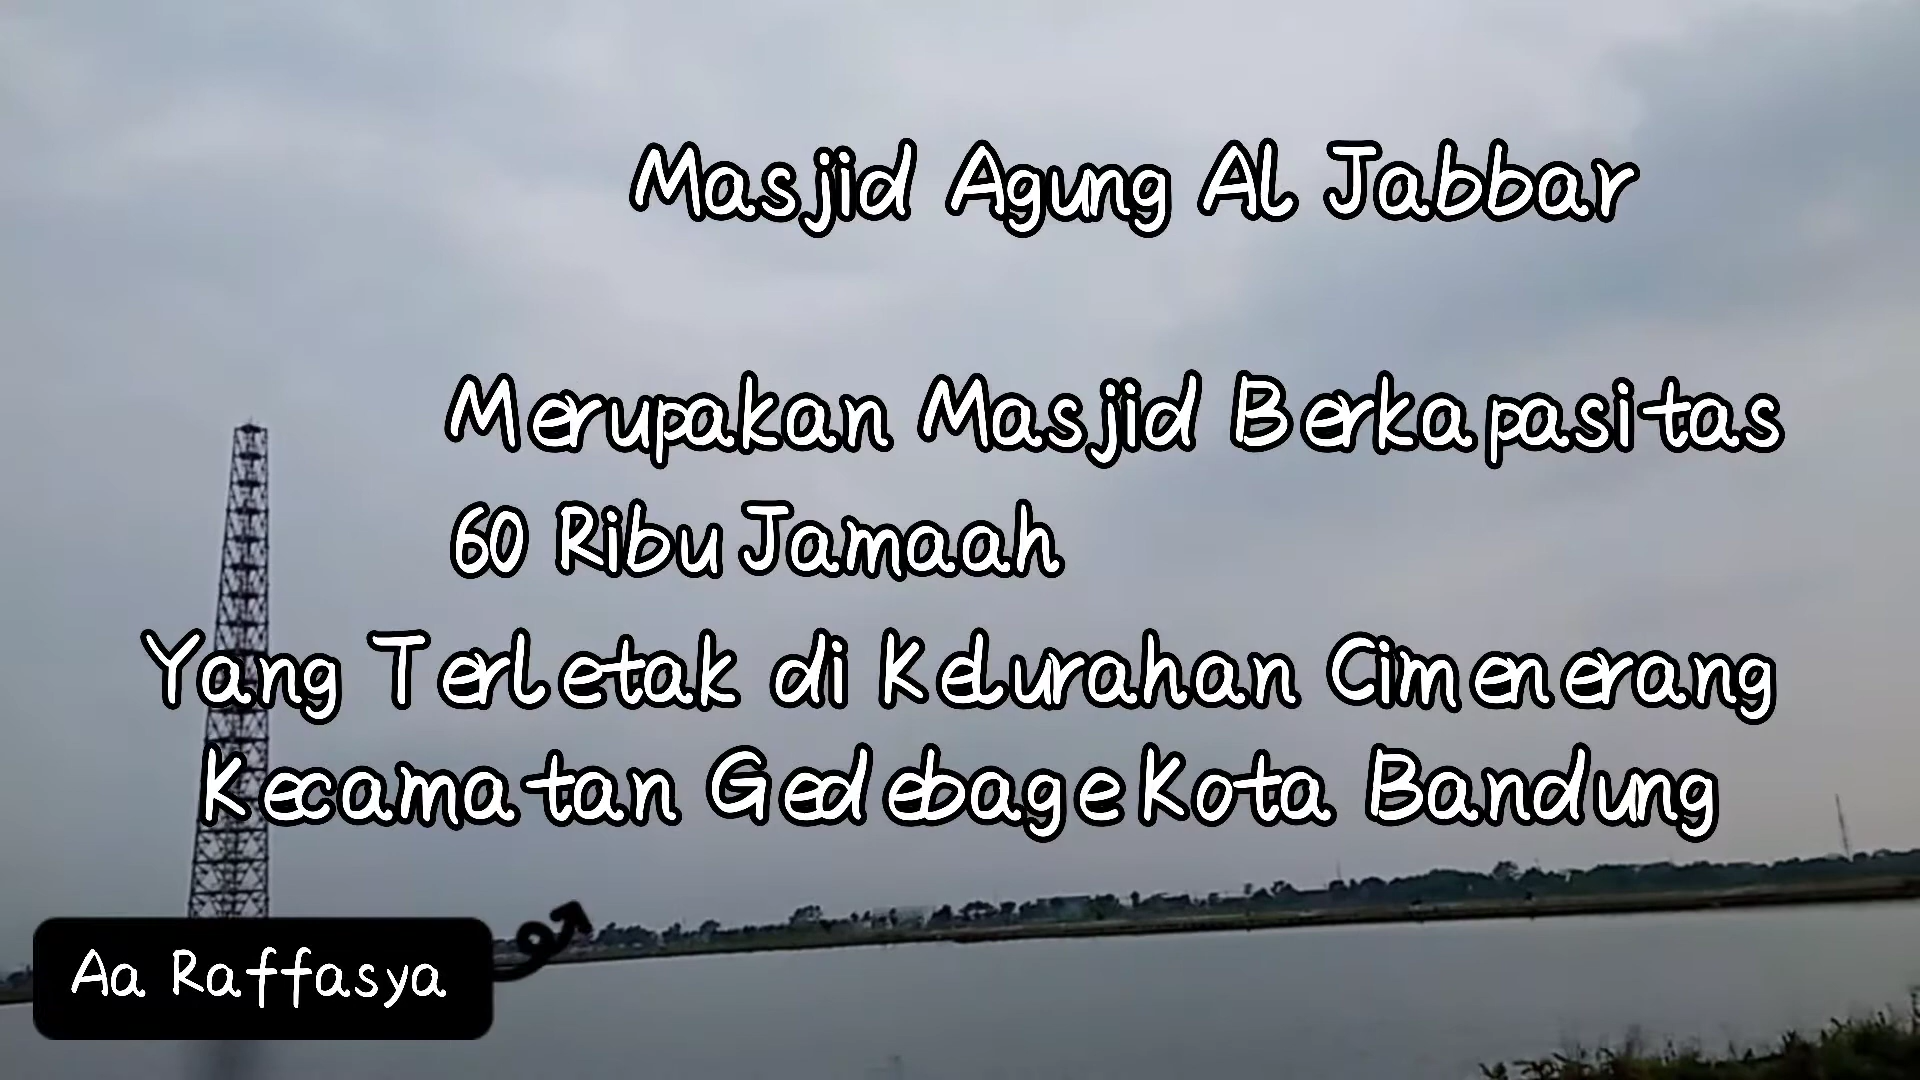 Masjid Agung Al Jabbar
Merupakan Masjid Berkapasitas
60 Ribu Jamaah
Yang Terletak di Kelurahan Cimenerang
Kecamatan Gedebage Kota Bandung
Aa Raffasya